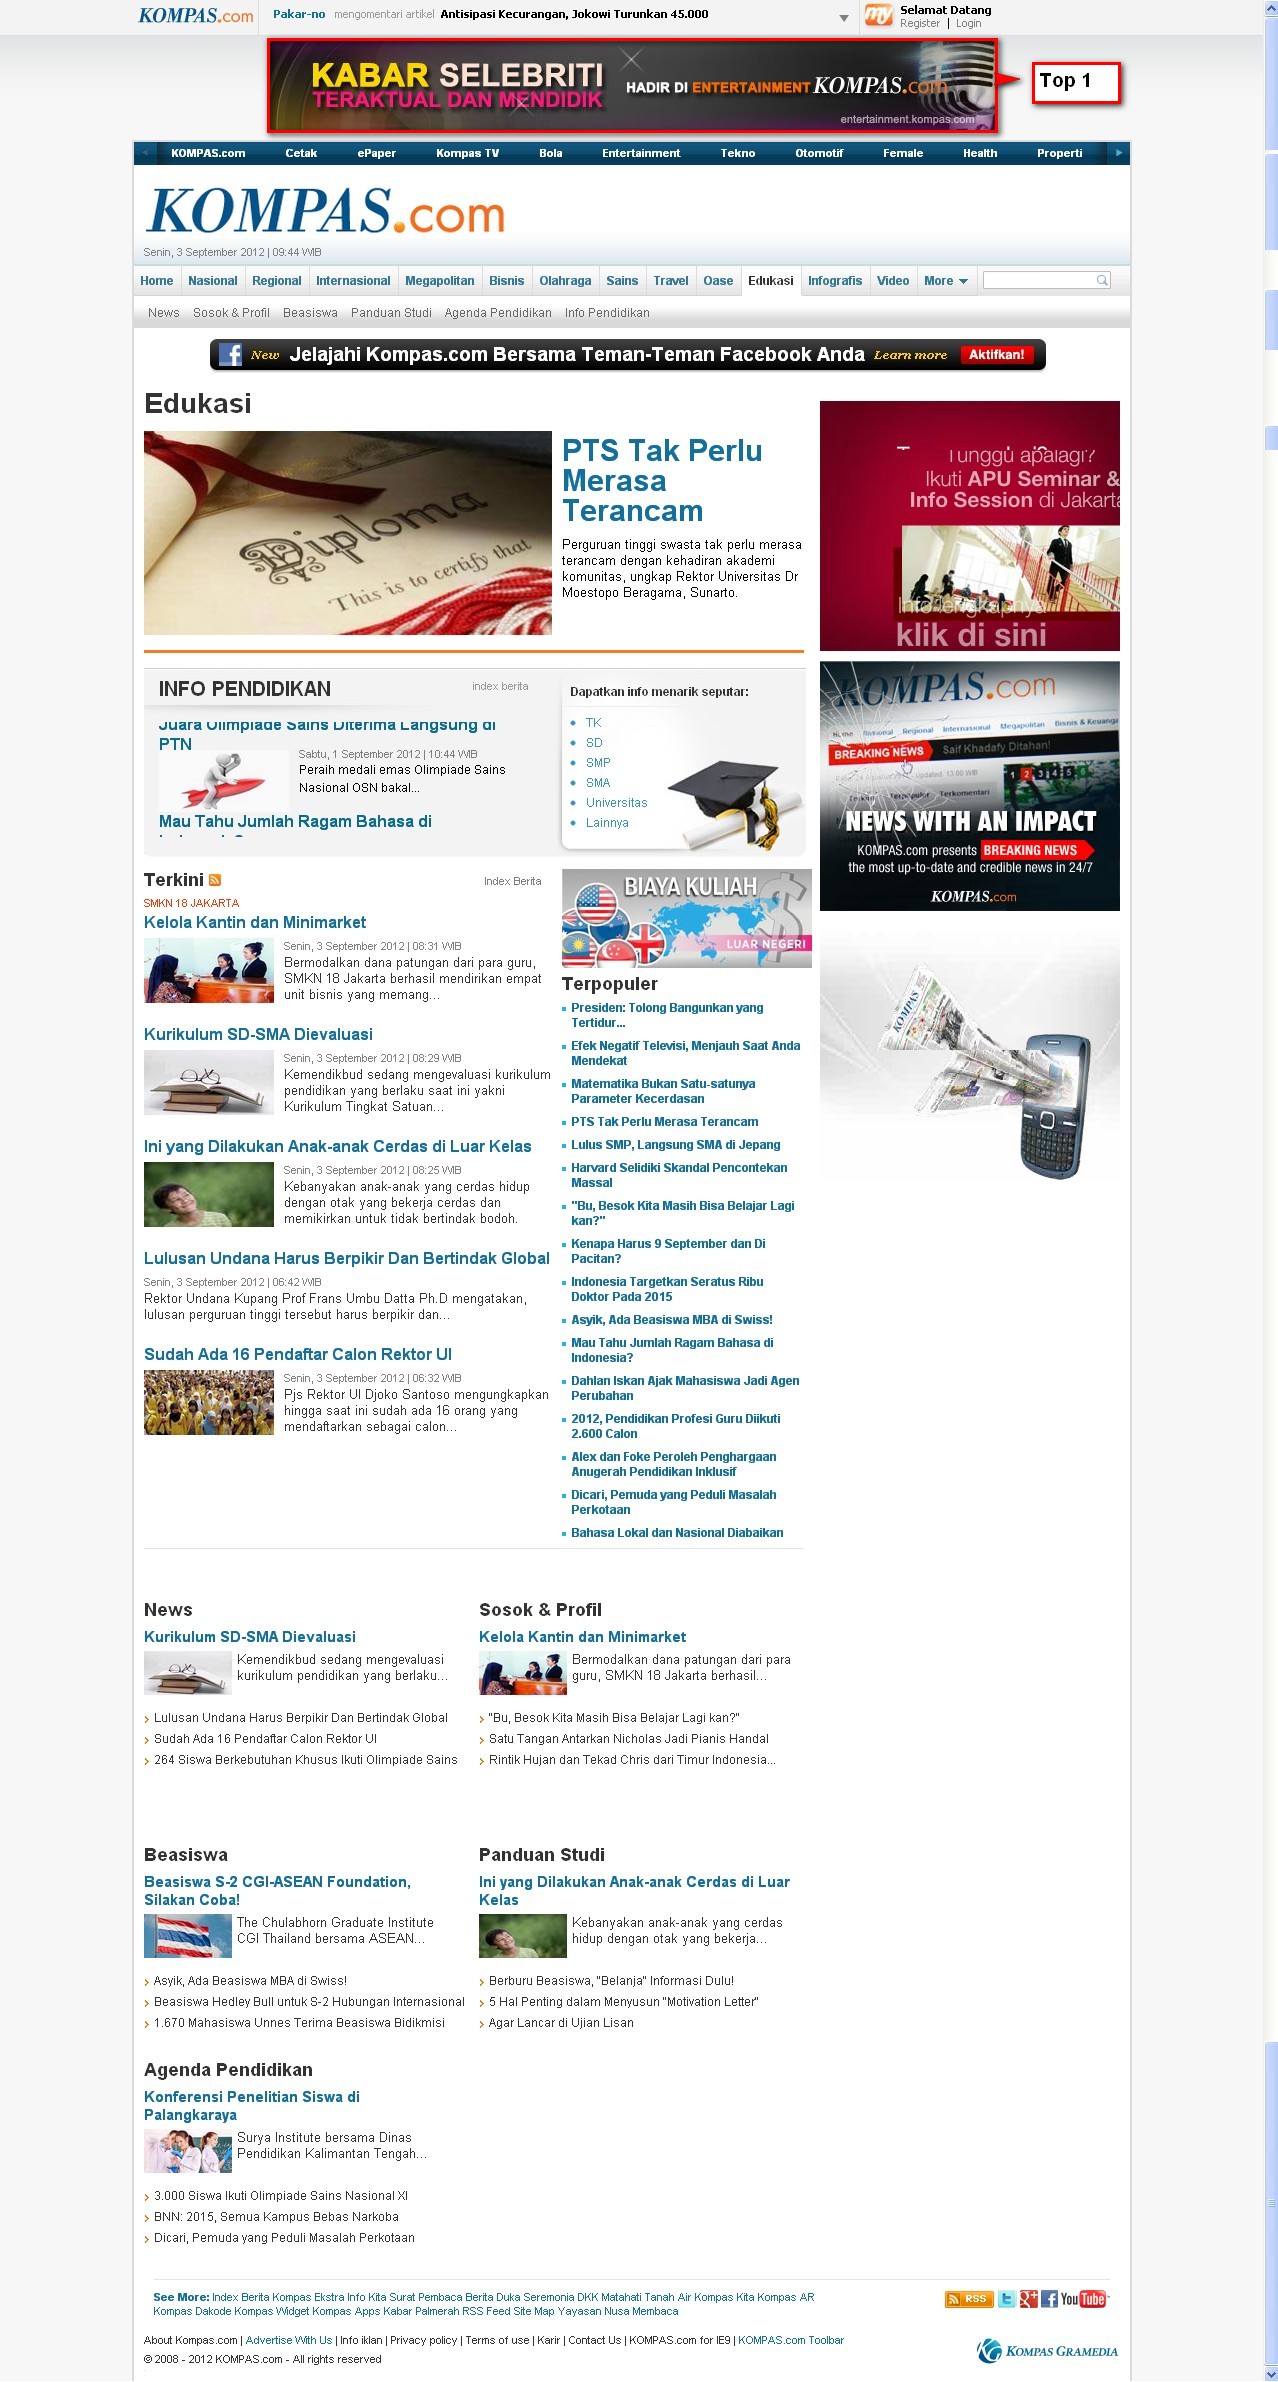 KOMPAS.com
Pakar-no mengomentari artikel Antisipasi Kecurangan, Jokowi Turunkan 45.000
my Selamat Datang
Register | Login
KABAR SELEBRITI
TERAKTUAL DAN MENDIDIK
HADIR DI ENTERTAINMENT KOMPAS.com
entertainment.kompas.com
Top 1
KOMPAS.com Cetak ePaper Kompas TV Bola Entertainment Tekno Otomotif Female Health Properti
KOMPAS.com
Senin, 3 September 2012 | 09:44 WIB
Home Nasional Regional Internasional Megapolitan Bisnis Olahraga Sains Travel Oase Edukasi Infografis Video More
News Sosok & Profil Beasiswa Panduan Studi Agenda Pendidikan Info Pendidikan
New Jelajahi Kompas.com Bersama Teman-Teman Facebook Anda Learn more Aktifkan!
Edukasi
Diploma
This is to certify that
PTS Tak Perlu
Merasa
Terancam
Perguruan tinggi swasta tak perlu merasa
terancam dengan kehadiran akademi
komunitas, ungkap Rektor Universitas Dr
Moestopo Beragama, Sunarto.
Tunggu apalagi?
Ikuti APU Seminar &
Info Session di Jakarta
Info lengkapnya
klik di sini
INFO PENDIDIKAN
index berita
Juara Olimpiade Sains Diterima Langsung di
PTN
Sabtu, 1 September 2012 | 10:44 WIB
Peraih medali emas Olimpiade Sains
Nasional OSN bakal...
Mau Tahu Jumlah Ragam Bahasa di
Dapatkan info menarik seputar:
TK
SD
SMP
SMA
Universitas
Lainnya
KOMPAS.com
Home Nasional Regional Internasional Megapolitan Bisnis & Keuangan
BREAKING NEWS Saif Khadafy Ditahan!
1 2 3 4 5 6
Terkini Terpopuler Terkomentari
NEWS WITH AN IMPACT
KOMPAS.com presents BREAKING NEWS
the most up-to-date and credible news in 24/7
KOMPAS.com
Terkini
Index Berita
SMKN 18 JAKARTA
Kelola Kantin dan Minimarket
Senin, 3 September 2012 | 08:31 WIB
Bermodalkan dana patungan dari para guru,
SMKN 18 Jakarta berhasil mendirikan empat
unit bisnis yang memang...
Kurikulum SD-SMA Dievaluasi
Senin, 3 September 2012 | 08:29 WIB
Kemendikbud sedang mengevaluasi kurikulum
pendidikan yang berlaku saat ini yakni
Kurikulum Tingkat Satuan...
Ini yang Dilakukan Anak-anak Cerdas di Luar Kelas
Senin, 3 September 2012 | 08:25 WIB
Kebanyakan anak-anak yang cerdas hidup
dengan otak yang bekerja cerdas dan
memikirkan untuk tidak bertindak bodoh.
Lulusan Undana Harus Berpikir Dan Bertindak Global
Senin, 3 September 2012 | 06:42 WIB
Rektor Undana Kupang Prof Frans Umbu Datta Ph.D mengatakan,
lulusan perguruan tinggi tersebut harus berpikir dan...
Sudah Ada 16 Pendaftar Calon Rektor UI
Senin, 3 September 2012 | 06:32 WIB
Pjs Rektor UI Djoko Santoso mengungkapkan
hingga saat ini sudah ada 16 orang yang
mendaftarkan sebagai calon...
BIAYA KULIAH
LUAR NEGERI
Terpopuler
Presiden: Tolong Bangunkan yang
Tertidur...
Efek Negatif Televisi, Menjauh Saat Anda
Mendekat
Matematika Bukan Satu-satunya
Parameter Kecerdasan
PTS Tak Perlu Merasa Terancam
Lulus SMP, Langsung SMA di Jepang
Harvard Selidiki Skandal Pencontekan
Massal
"Bu, Besok Kita Masih Bisa Belajar Lagi
kan?"
Kenapa Harus 9 September dan Di
Pacitan?
Indonesia Targetkan Seratus Ribu
Doktor Pada 2015
Asyik, Ada Beasiswa MBA di Swiss!
Mau Tahu Jumlah Ragam Bahasa di
Indonesia?
Dahlan Iskan Ajak Mahasiswa Jadi Agen
Perubahan
2012, Pendidikan Profesi Guru Diikuti
2.600 Calon
Alex dan Foke Peroleh Penghargaan
Anugerah Pendidikan Inklusif
Dicari, Pemuda yang Peduli Masalah
Perkotaan
Bahasa Lokal dan Nasional Diabaikan
KOMPAS
News
Kurikulum SD-SMA Dievaluasi
Kemendikbud sedang mengevaluasi
kurikulum pendidikan yang berlaku...
Lulusan Undana Harus Berpikir Dan Bertindak Global
Sudah Ada 16 Pendaftar Calon Rektor UI
264 Siswa Berkebutuhan Khusus Ikuti Olimpiade Sains
Sosok & Profil
Kelola Kantin dan Minimarket
Bermodalkan dana patungan dari para
guru, SMKN 18 Jakarta berhasil...
"Bu, Besok Kita Masih Bisa Belajar Lagi kan?"
Satu Tangan Antarkan Nicholas Jadi Pianis Handal
Rintik Hujan dan Tekad Chris dari Timur Indonesia...
Beasiswa
Beasiswa S-2 CGI-ASEAN Foundation,
Silakan Coba!
The Chulabhorn Graduate Institute
CGI Thailand bersama ASEAN...
Asyik, Ada Beasiswa MBA di Swiss!
Beasiswa Hedley Bull untuk S-2 Hubungan Internasional
1.670 Mahasiswa Unnes Terima Beasiswa Bidikmisi
Panduan Studi
Ini yang Dilakukan Anak-anak Cerdas di Luar
Kelas
Kebanyakan anak-anak yang cerdas
hidup dengan otak yang bekerja...
Berburu Beasiswa, "Belanja" Informasi Dulu!
5 Hal Penting dalam Menyusun "Motivation Letter"
Agar Lancar di Ujian Lisan
Agenda Pendidikan
Konferensi Penelitian Siswa di
Palangkaraya
Surya Institute bersama Dinas
Pendidikan Kalimantan Tengah...
3.000 Siswa Ikuti Olimpiade Sains Nasional XI
BNN: 2015, Semua Kampus Bebas Narkoba
Dicari, Pemuda yang Peduli Masalah Perkotaan
See More: Index Berita Kompas Ekstra Info Kita Surat Pembaca Berita Duka Seremonia DKK Matahati Tanah Air Kompas Kita Kompas AR
Kompas Dakode Kompas Widget Kompas Apps Kabar Palmerah RSS Feed Site Map Yayasan Nusa Membaca
RSS YouTube
About Kompas.com | Advertise With Us | Info iklan | Privacy policy | Terms of use | Karir | Contact Us | KOMPAS.com for IE9 | KOMPAS.com Toolbar
© 2008 - 2012 KOMPAS.com - All rights reserved
KOMPAS GRAMEDIA